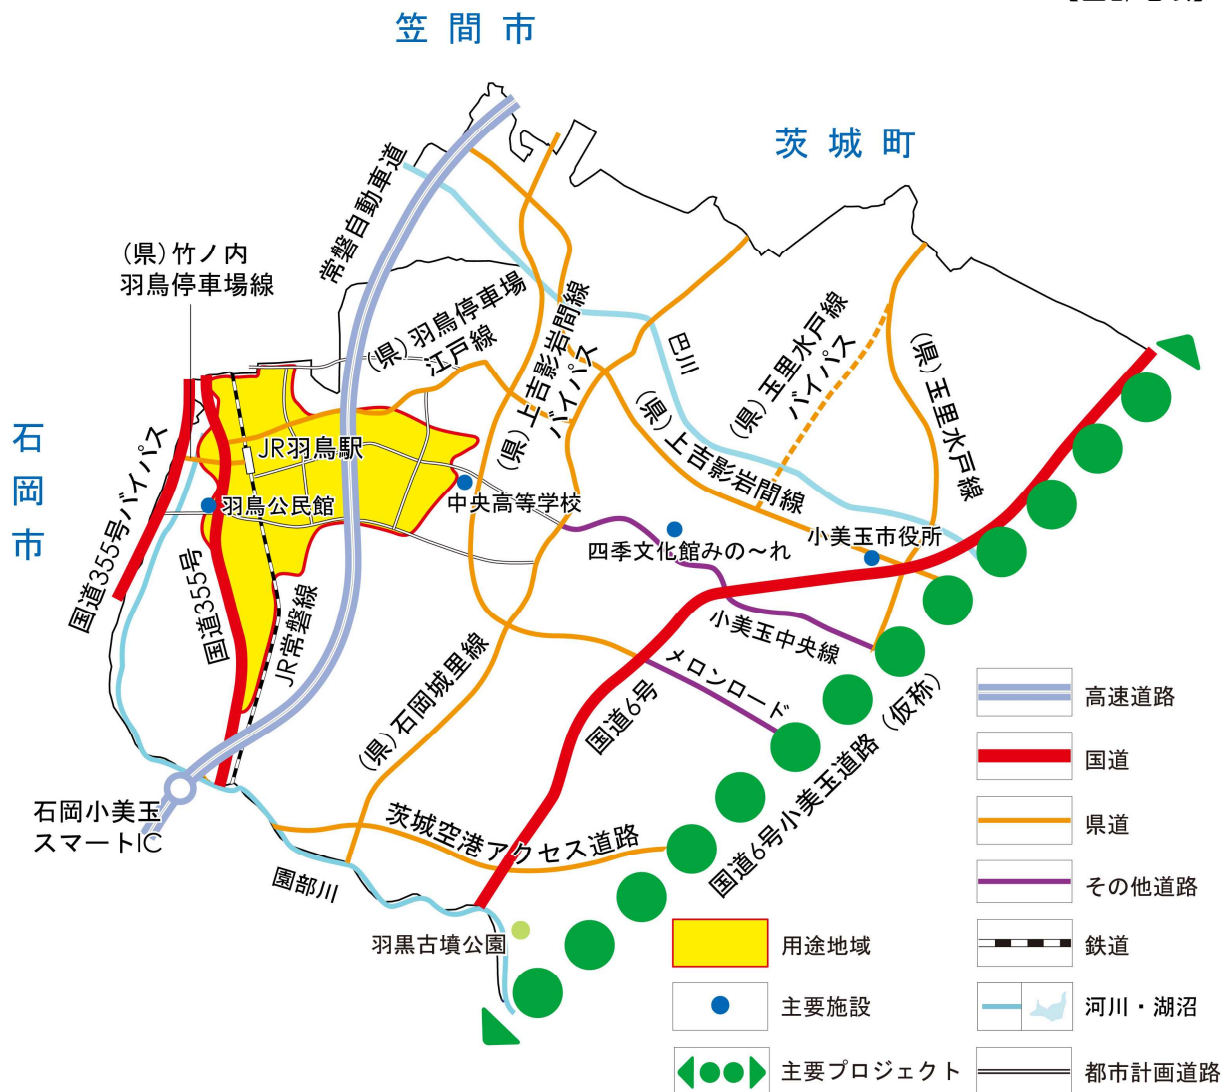 笠間市
茨城町
常磐自動車道
(県)竹ノ内
羽鳥停車場線
(県)羽鳥停車場
江戸線
(県)上吉影岩間線
バイパス
巴川
(県)玉里水戸線
バイパス
(県)玉里水戸線
(県)上吉影岩間線
石岡市
JR羽鳥駅
国道355号バイパス
羽鳥公民館
中央高等学校
四季文化館みの〜れ
小美玉市役所
国道355号
JR常磐線
小美玉中央線
メロンロード
(県)石岡城里線
国道6号
国道6号小美玉道路(仮称)
石岡小美玉
スマートIC
茨城空港アクセス道路
園部川
羽黒古墳公園
高速道路
国道
県道
その他道路
用途地域
鉄道
主要施設
河川・湖沼
主要プロジェクト
都市計画道路